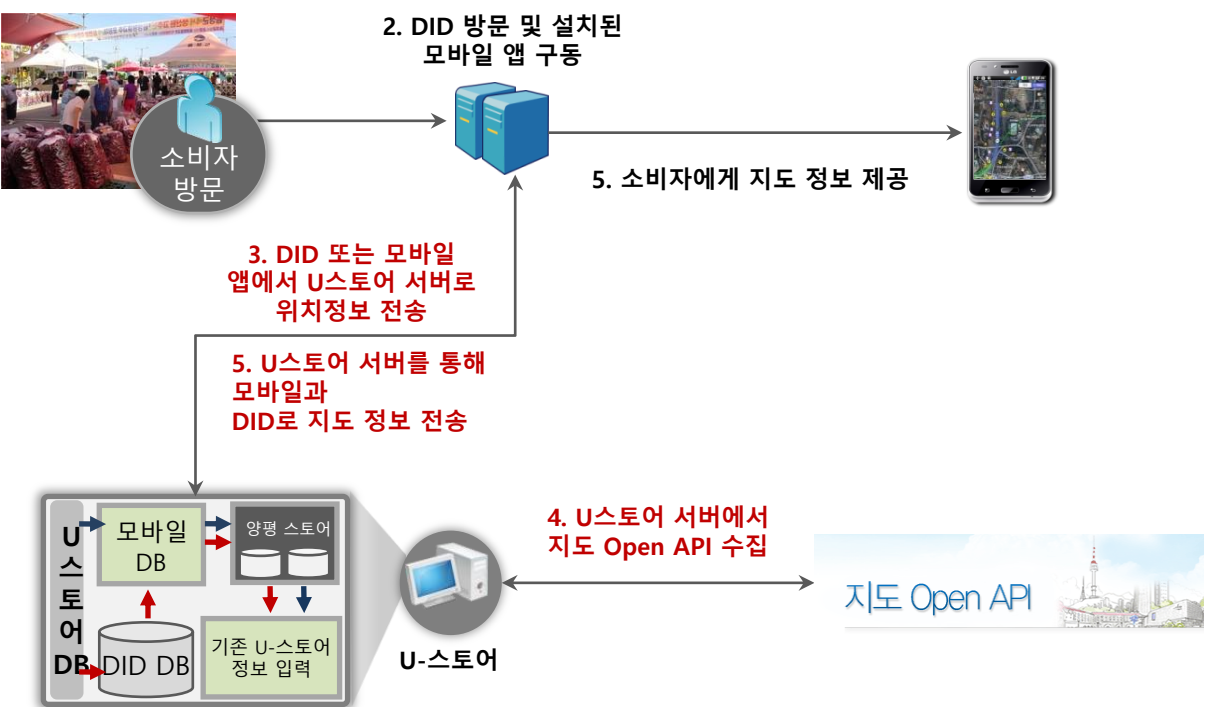 2. DID 방문 및 설치된
모바일 앱 구동
소비자
방문
5. 소비자에게 지도 정보 제공
3. DID 또는 모바일
앱에서 U스토어 서버로
위치정보 전송
5. U스토어 서버를 통해
모바일과
DID로 지도 정보 전송
U
스
토
어
DB
모바일
DB
양평 스토어
DID DB
기존 U-스토어
정보 입력
U-스토어
4. U스토어 서버에서
지도 Open API 수집
지도 Open API